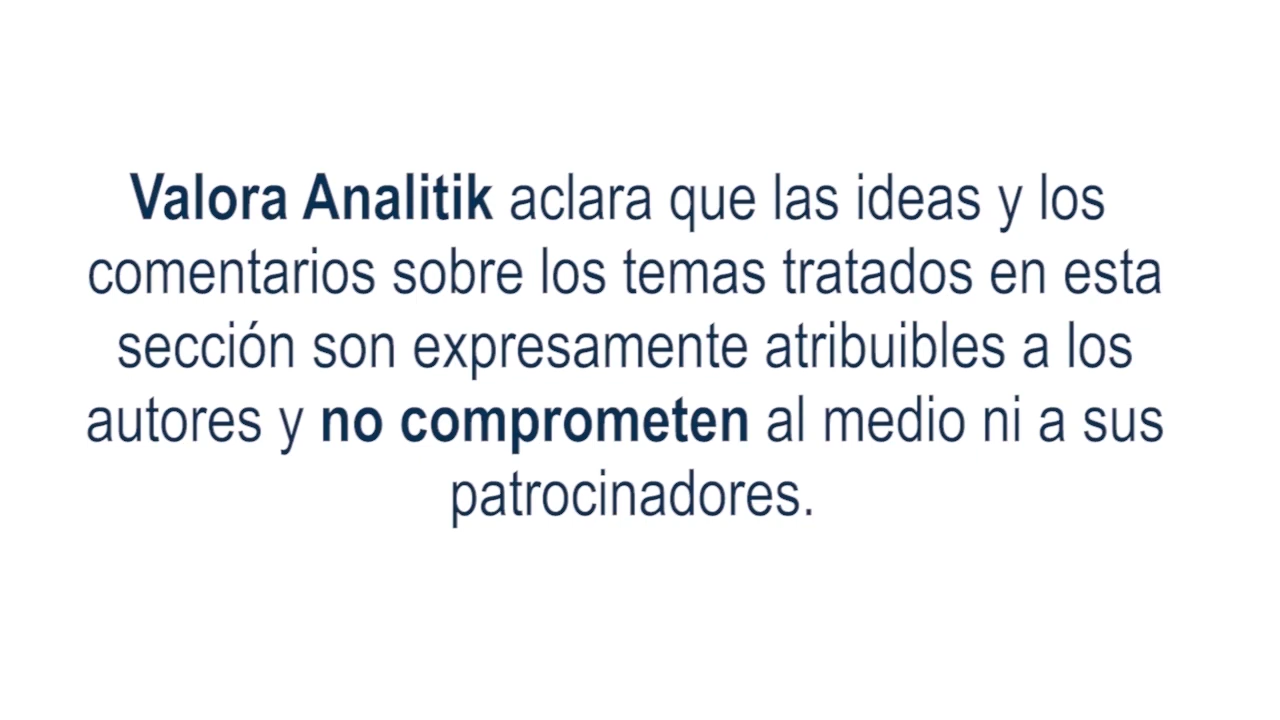 Valora Analitik aclara que las ideas y los
comentarios sobre los temas tratados en esta
sección son expresamente atribuibles a los
autores y no comprometen al medio ni a sus
patrocinadores.